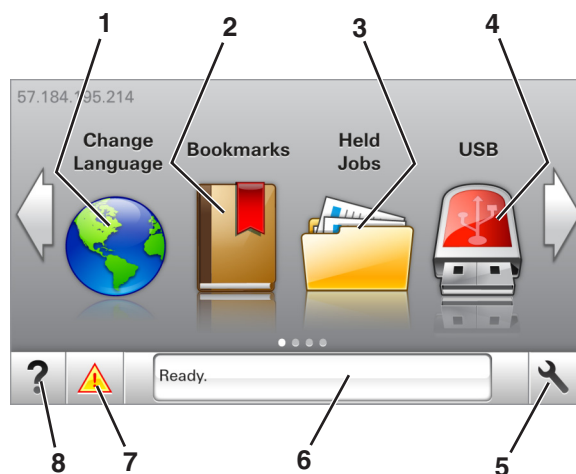 1 2 3 4
57.184.195.214
Change Language
Bookmarks
Held Jobs
USB
Ready.
8 7 6 5